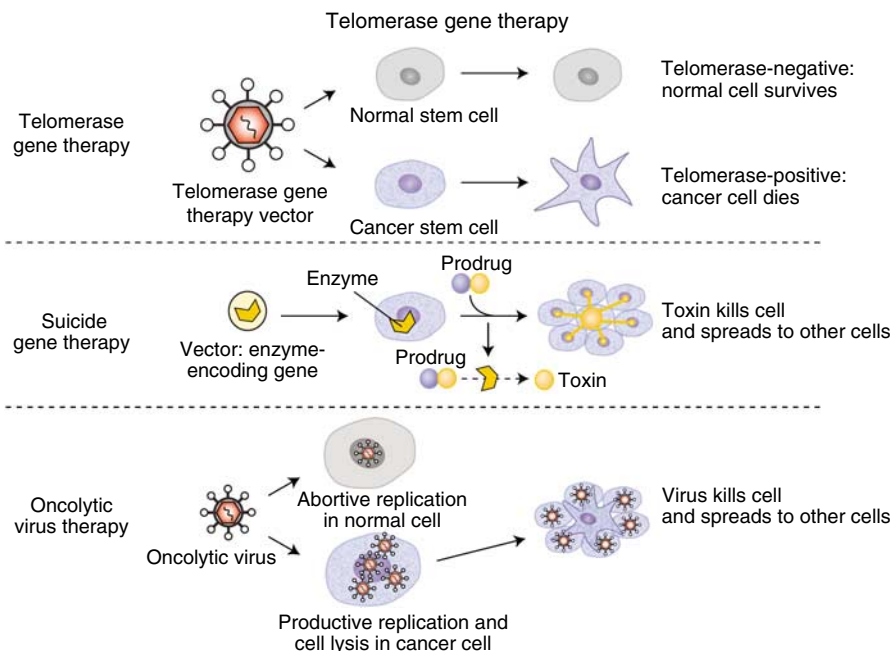 Telomerase gene therapy
Telomerase
gene therapy
Telomerase gene
therapy vector
Normal stem cell
Telomerase-negative:
normal cell survives
Cancer stem cell
Telomerase-positive:
cancer cell dies
Suicide
gene therapy
Vector: enzyme-
encoding gene
Enzyme
Prodrug
Prodrug
Toxin
Toxin kills cell
and spreads to other cells
Oncolytic
virus therapy
Oncolytic virus
Abortive replication
in normal cell
Productive replication and
cell lysis in cancer cell
Virus kills cell
and spreads to other cells